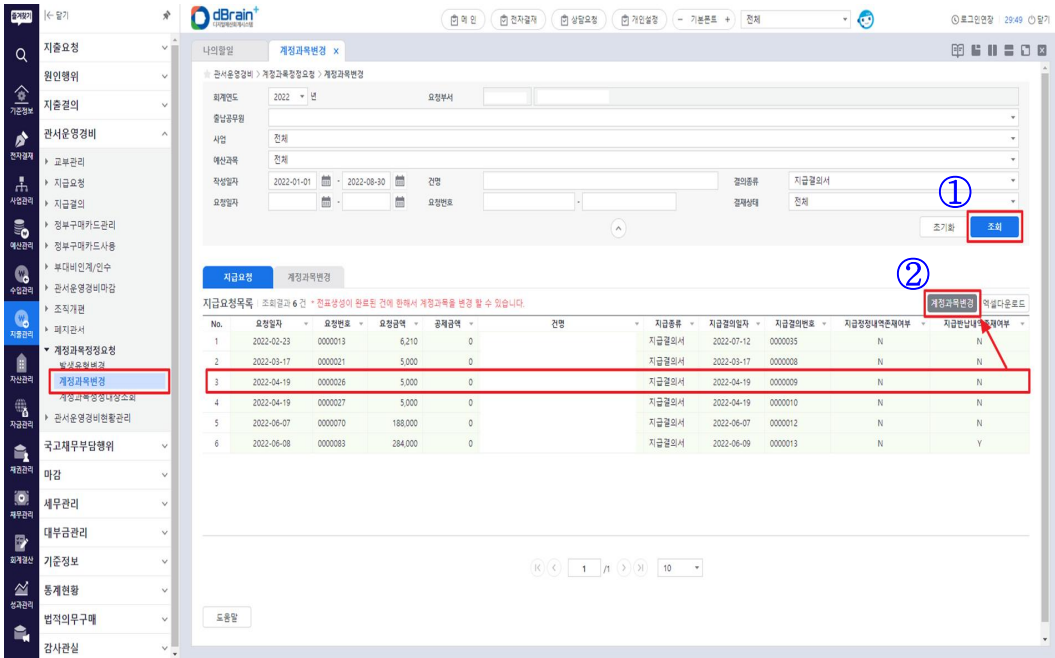 즐겨찾기
닫기
dBrain+
디지털예산회계시스템
메 인
전자결재
상담요청
개인설정
- 기본폰트 +
전체
로그인연장 29:49 닫기
기준정보
전자결재
사업관리
예산관리
수입관리
지출관리
자산관리
자금관리
채권관리
재무관리
회계결산
성과관리
지출요청
원인행위
지출결의
관서운영경비
교부관리
지급요청
지급결의
정부구매카드관리
정부구매카드사용
부대비인계/인수
관서운영경비마감
조직개편
폐지관서
계정과목정정요청
발생유형변경
계정과목변경
계정과목정정대장조회
관서운영경비현황관리
국고채무부담행위
마감
세무관리
대부금관리
기준정보
통계현황
법적의무구매
감사관실
나의할일
계정과목변경 x
관서운영경비 > 계정과목정정요청 > 계정과목변경
회계연도 2022 년 요청부서
출납공무원
사업 전체
예산과목 전체
작성일자 2022-01-01 - 2022-08-30 건명 결의종류 지급결의서
요청일자 - 요청번호 - 결재상태 전체
①
초기화 조회
지급요청 계정과목변경
②
지급요청목록 조회결과 6 건 * 전표생성이 완료된 건에 한해서 계정과목을 변경 할 수 있습니다.
계정과목변경 엑셀다운로드
No. 요청일자 요청번호 요청금액 공제금액 건명 지급종류 지급결의일자 지급결의번호 지급정정내역존재여부 지급반납내역존재여부
1 2022-02-23 0000013 6,210 0 지급결의서 2022-07-12 0000035 N N
2 2022-03-17 0000021 5,000 0 지급결의서 2022-03-17 0000008 N N
3 2022-04-19 0000026 5,000 0 지급결의서 2022-04-19 0000009 N N
4 2022-04-19 0000027 5,000 0 지급결의서 2022-04-19 0000010 N N
5 2022-06-07 0000070 188,000 0 지급결의서 2022-06-07 0000012 N N
6 2022-06-08 0000083 284,000 0 지급결의서 2022-06-09 0000013 N Y
1 /1 10
도움말